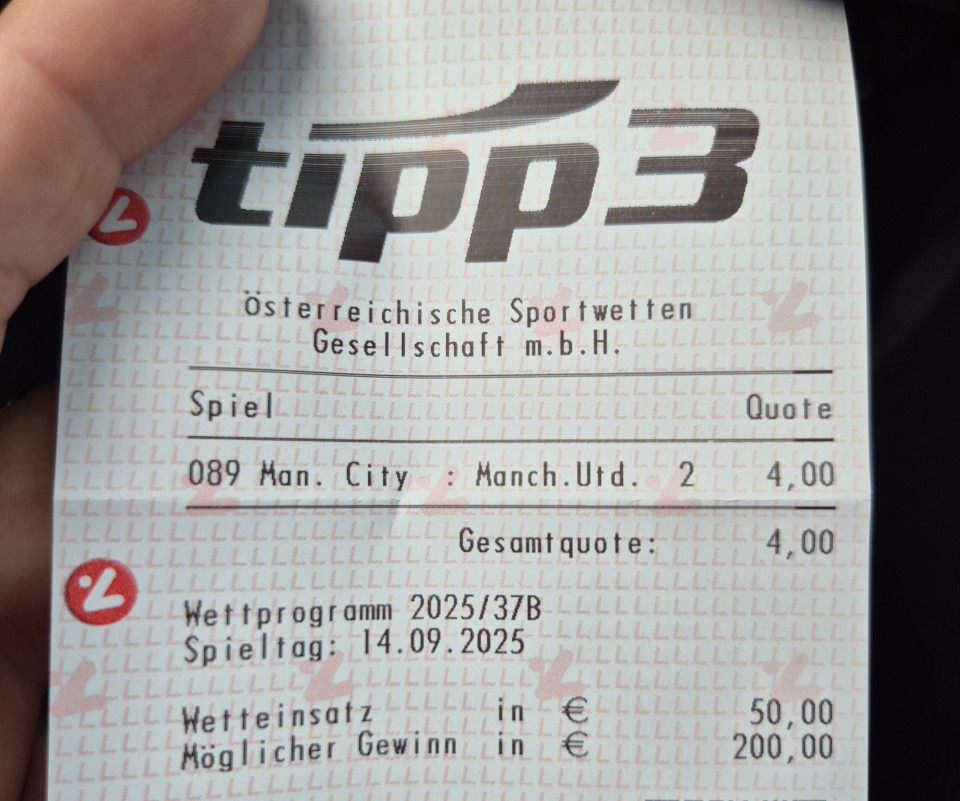 tipp3
Österreichische Sportwetten
Gesellschaft m.b.H.
Spiel Quote
089 Man. City : Manch.Utd. 2 4,00
Gesamtquote: 4,00
Wettprogramm 2025/37B
Spieltag: 14.09.2025
Wetteinsatz in € 50,00
Möglicher Gewinn in € 200,00